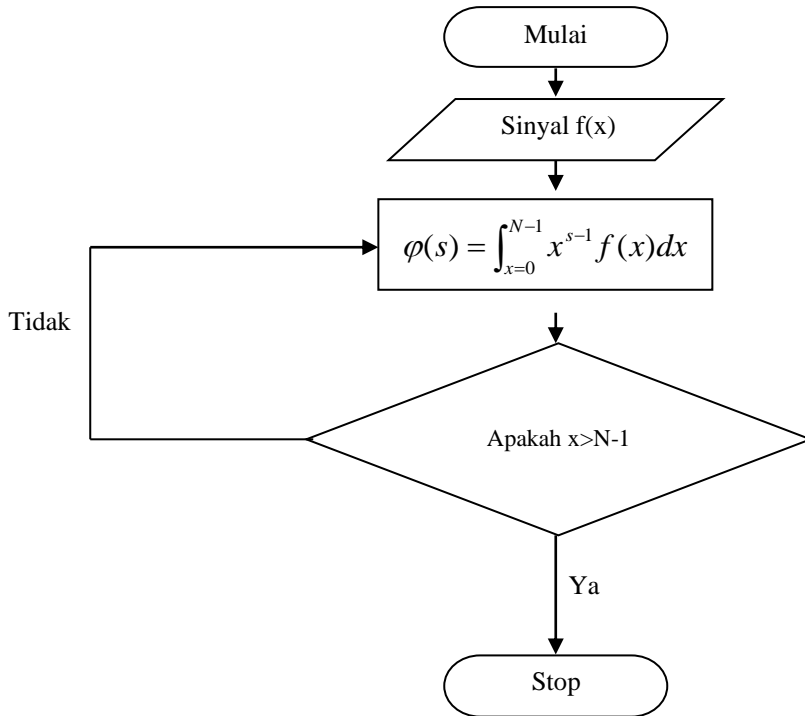 Mulai
Sinyal f(x)
φ(s) = ∫_{x=0}^{N−1} x^{s−1} f(x)dx
Tidak
Apakah x>N-1
Ya
Stop